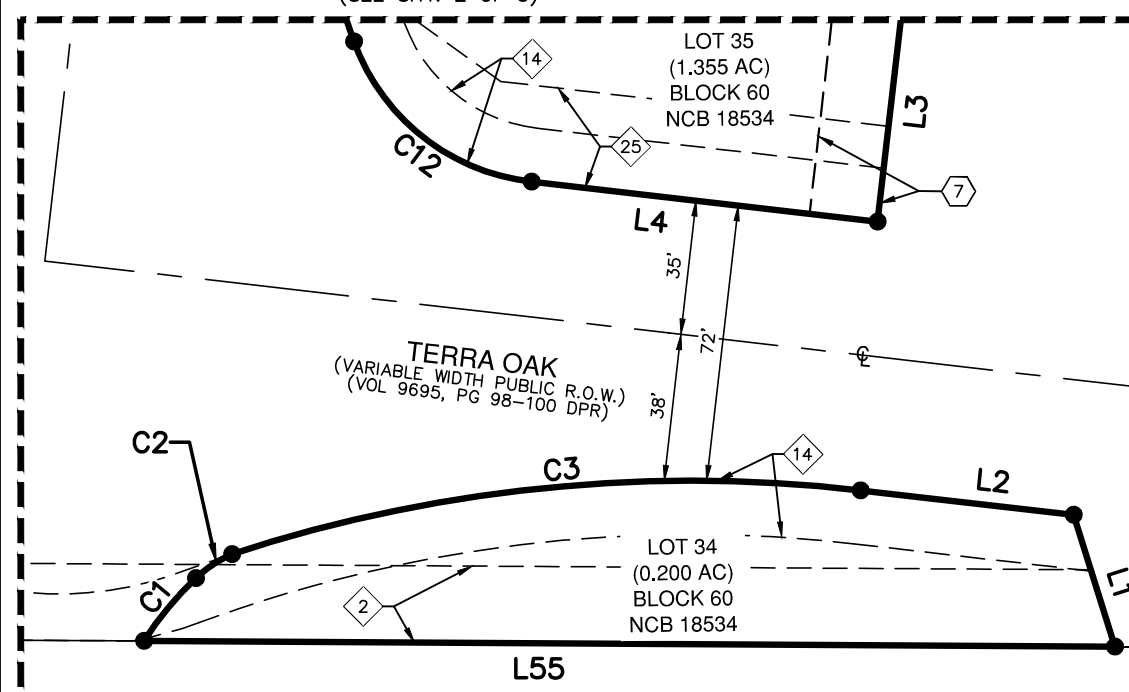 LOT 35
(1.355 AC)
BLOCK 60
NCB 18534
14
25
7
L3
C12
L4
35'
72'
38'
℄
TERRA OAK
(VARIABLE WIDTH PUBLIC R.O.W.)
(VOL 9695, PG 98-100 DPR)
C2
C3
14
L2
LOT 34
(0.200 AC)
BLOCK 60
NCB 18534
C1
2
L1
L55